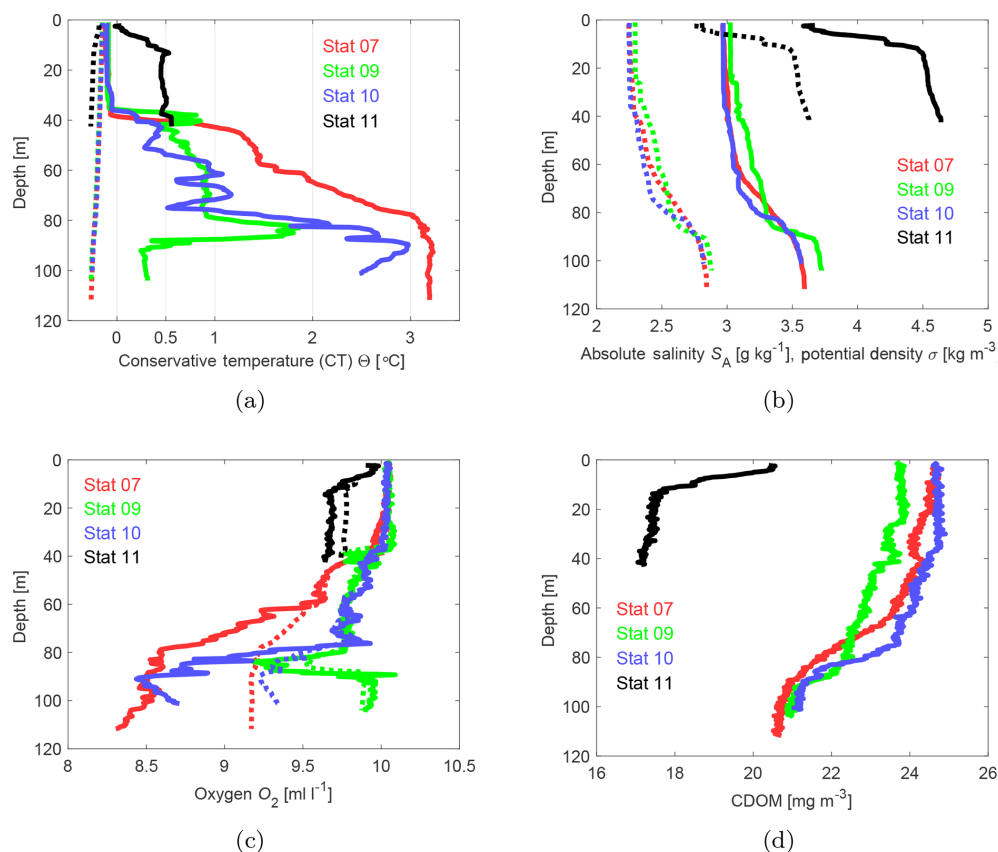 0
20
40
60
80
100
120
Depth [m]
0 0.5 1 2 3
Conservative temperature (CT) Θ [°C]
Stat 07
Stat 09
Stat 10
Stat 11
(a)
0
20
40
60
80
100
120
Depth [m]
2 2.5 3 3.5 4 4.5 5
Absolute salinity S_A [g kg⁻¹], potential density σ [kg m⁻³
Stat 07
Stat 09
Stat 10
Stat 11
(b)
0
20
40
60
80
100
120
Depth [m]
8 8.5 9 9.5 10 10.5
Oxygen O₂ [ml l⁻¹]
Stat 07
Stat 09
Stat 10
Stat 11
(c)
0
20
40
60
80
100
120
Depth [m]
16 18 20 22 24 26
CDOM [mg m⁻³]
Stat 07
Stat 09
Stat 10
Stat 11
(d)